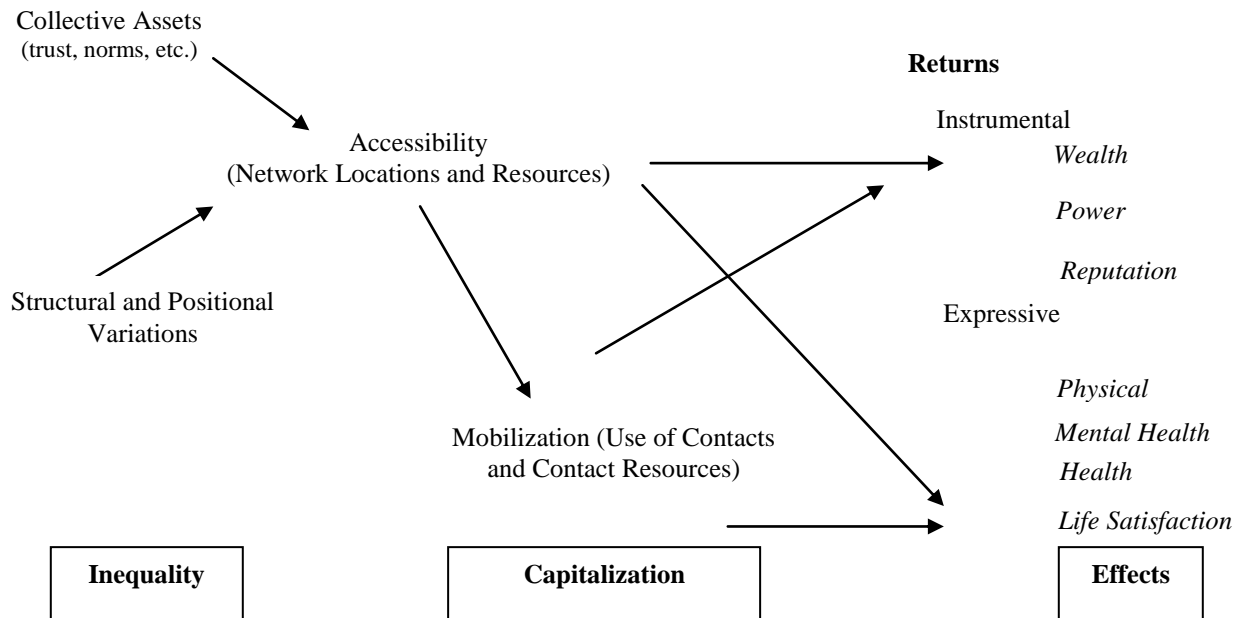 Collective Assets
(trust, norms, etc.)
Returns
Instrumental
Accessibility
(Network Locations and Resources)
Wealth
Power
Reputation
Structural and Positional
Variations
Expressive
Physical
Mobilization (Use of Contacts
and Contact Resources)
Mental Health
Health
Life Satisfaction
Inequality
Capitalization
Effects